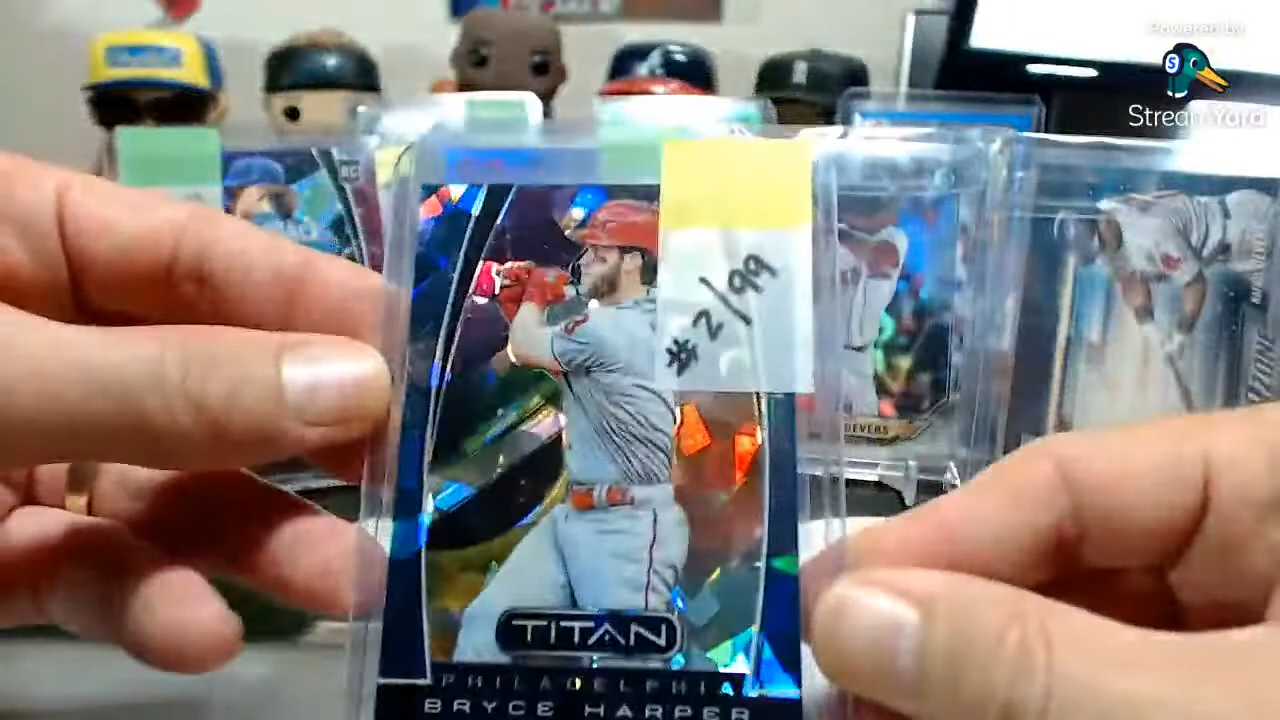 Powered by
S
StreamYard
RC
#2/99
DEVERS
TITAN
PHILADELPHIA
BRYCE HARPER